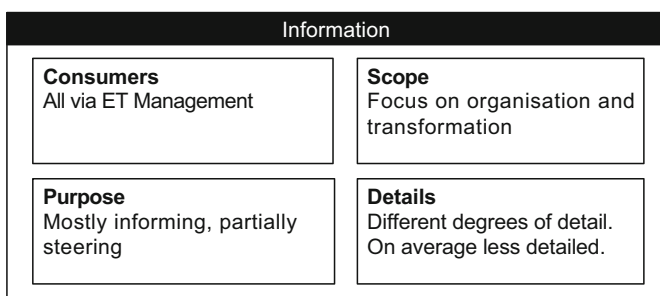 Information
Consumers
All via ET Management
Scope
Focus on organisation and
transformation
Purpose
Mostly informing, partially
steering
Details
Different degrees of detail.
On average less detailed.